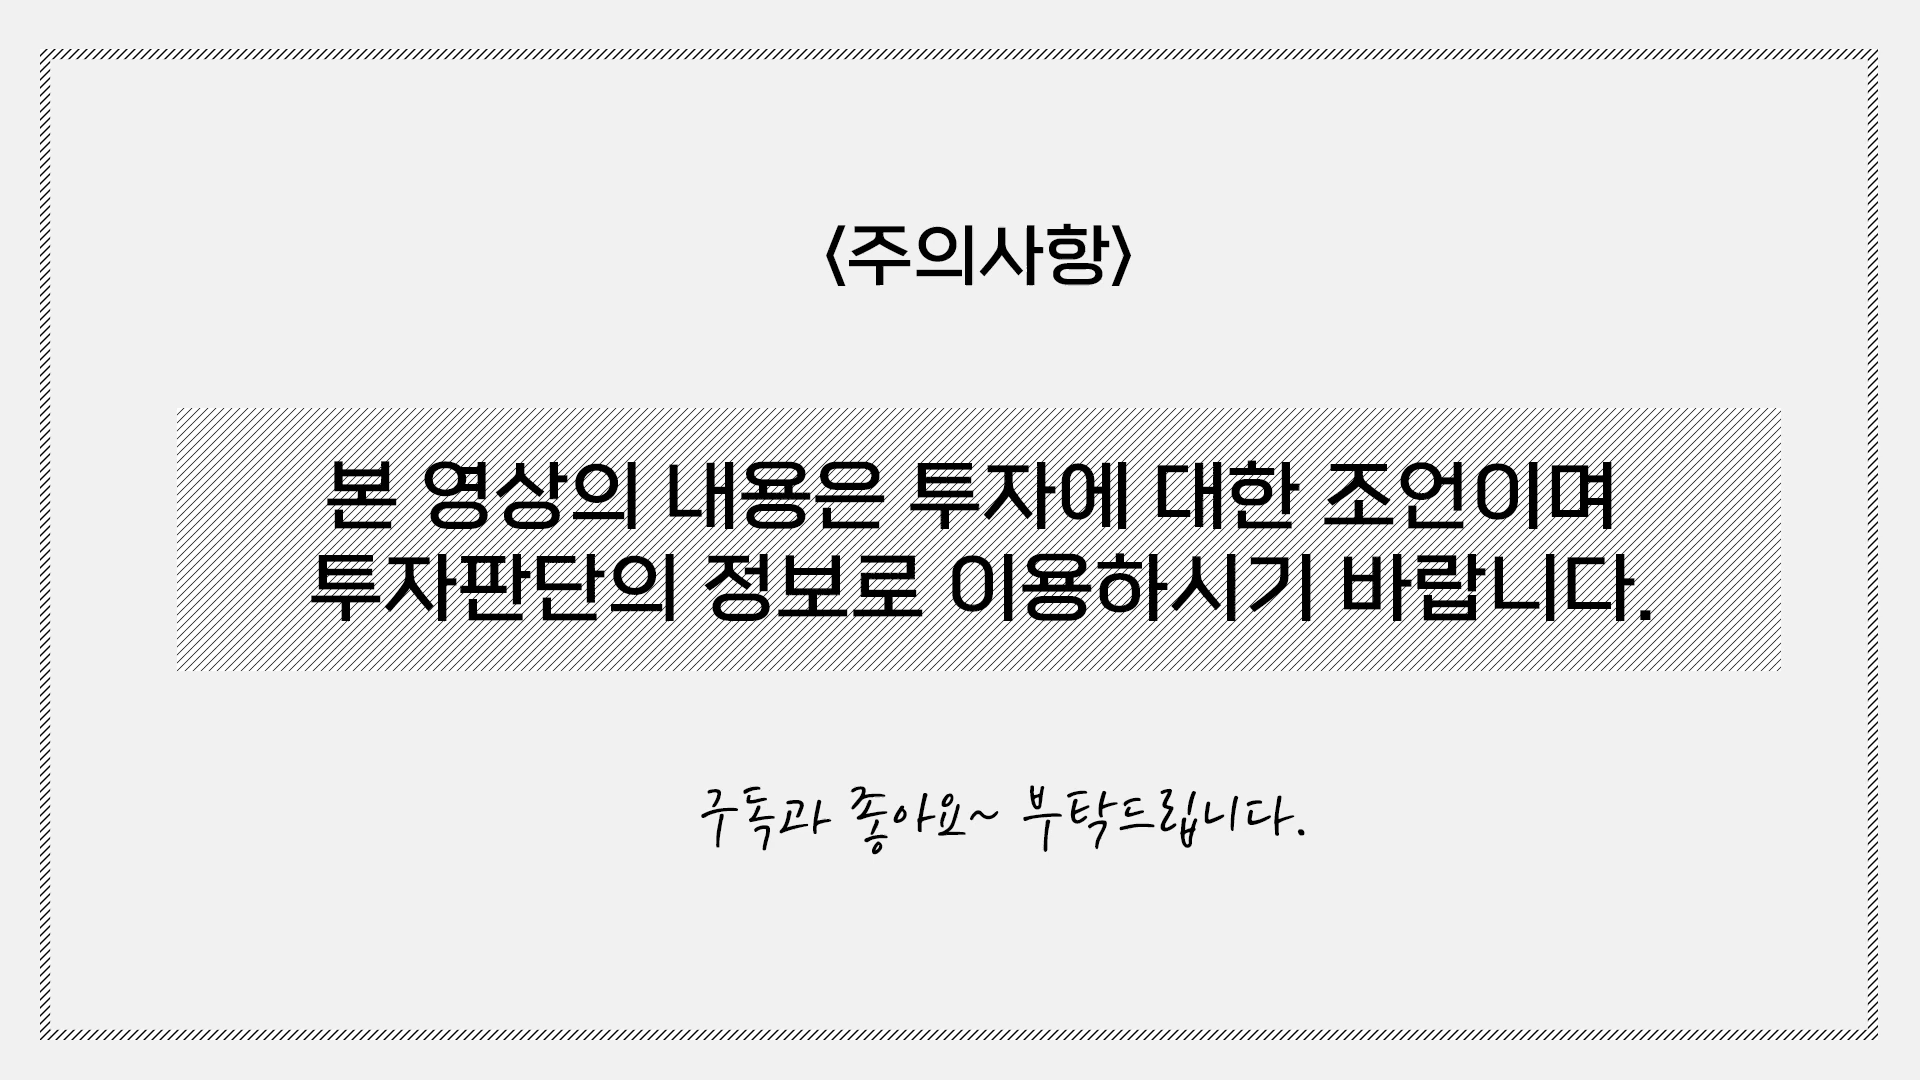 <주의사항>
본 영상의 내용은 투자에 대한 조언이며
투자판단의 정보로 이용하시기 바랍니다.
구독과 좋아요~ 부탁드립니다.